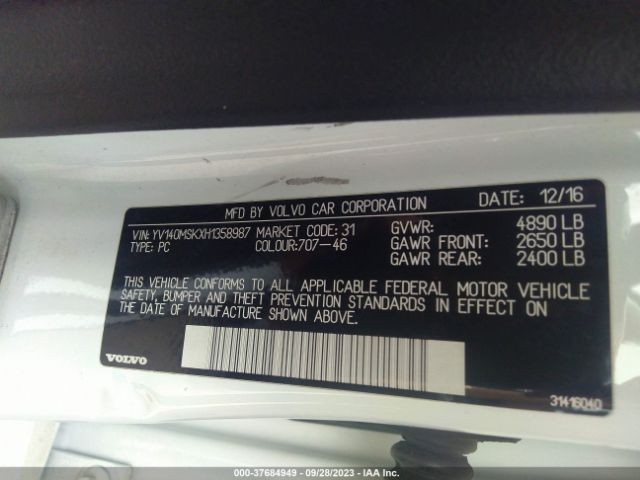 MFD BY VOLVO CAR CORPORATION DATE: 12/16
VIN: YV140MSKXH1358987 MARKET CODE: 31 GVWR: 4890 LB
TYPE: PC COLOUR:707-46 GAWR FRONT: 2650 LB
GAWR REAR: 2400 LB
THIS VEHICLE CONFORMS TO ALL APPLICABLE FEDERAL MOTOR VEHICLE
SAFETY, BUMPER AND THEFT PREVENTION STANDARDS IN EFFECT ON
THE DATE OF MANUFACTURE SHOWN ABOVE.
VOLVO
31416040
000-37684949 • 09/28/2023 • IAA Inc.